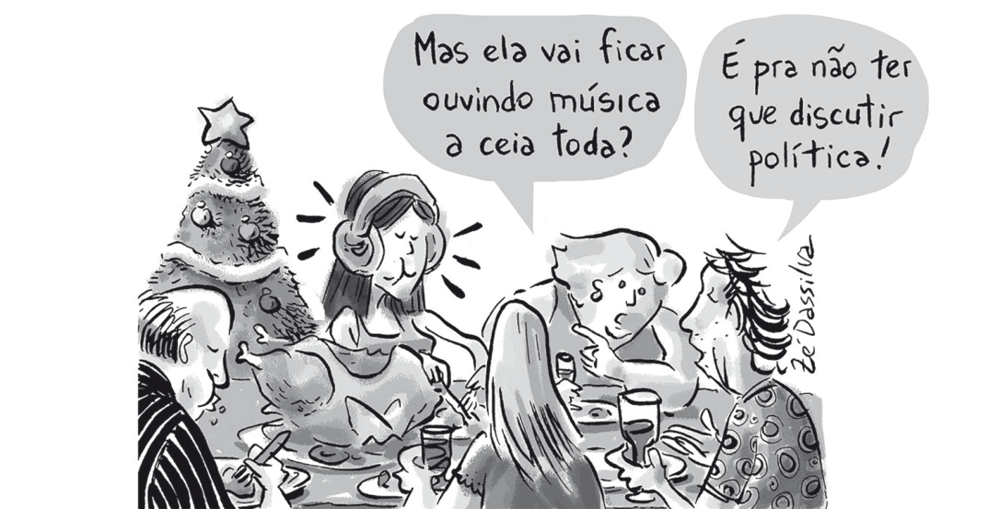 Mas ela vai ficar
ouvindo música
a ceia toda?
É pra não ter
que discutir
política!
Zé Dassilva